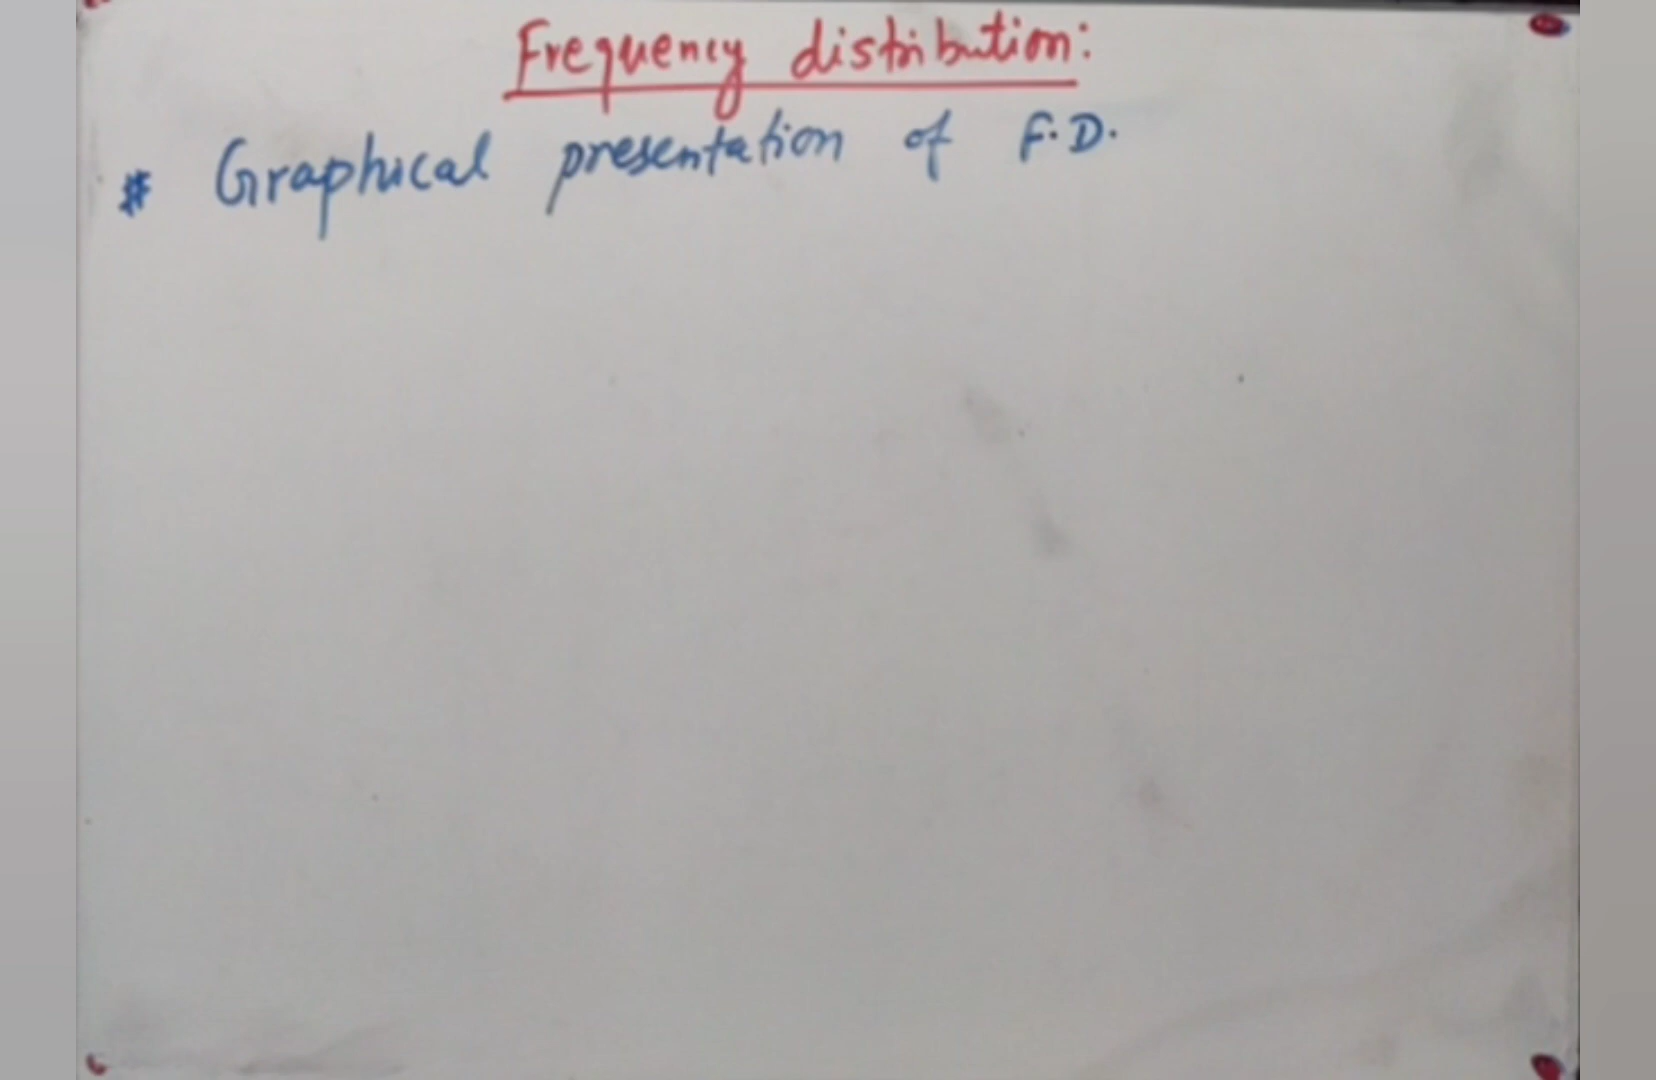 Frequency distribution:
# Graphical presentation of F.D.